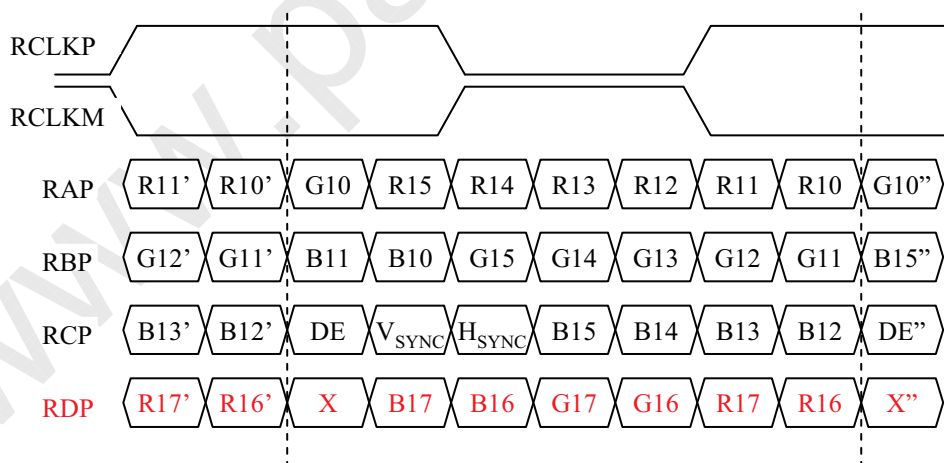 www.pa
RCLKP
RCLKM
RAP R11’ R10’ G10 R15 R14 R13 R12 R11 R10 G10”
RBP G12’ G11’ B11 B10 G15 G14 G13 G12 G11 B15”
RCP B13’ B12’ DE VSYNC HSYNC B15 B14 B13 B12 DE”
RDP R17’ R16’ X B17 B16 G17 G16 R17 R16 X”